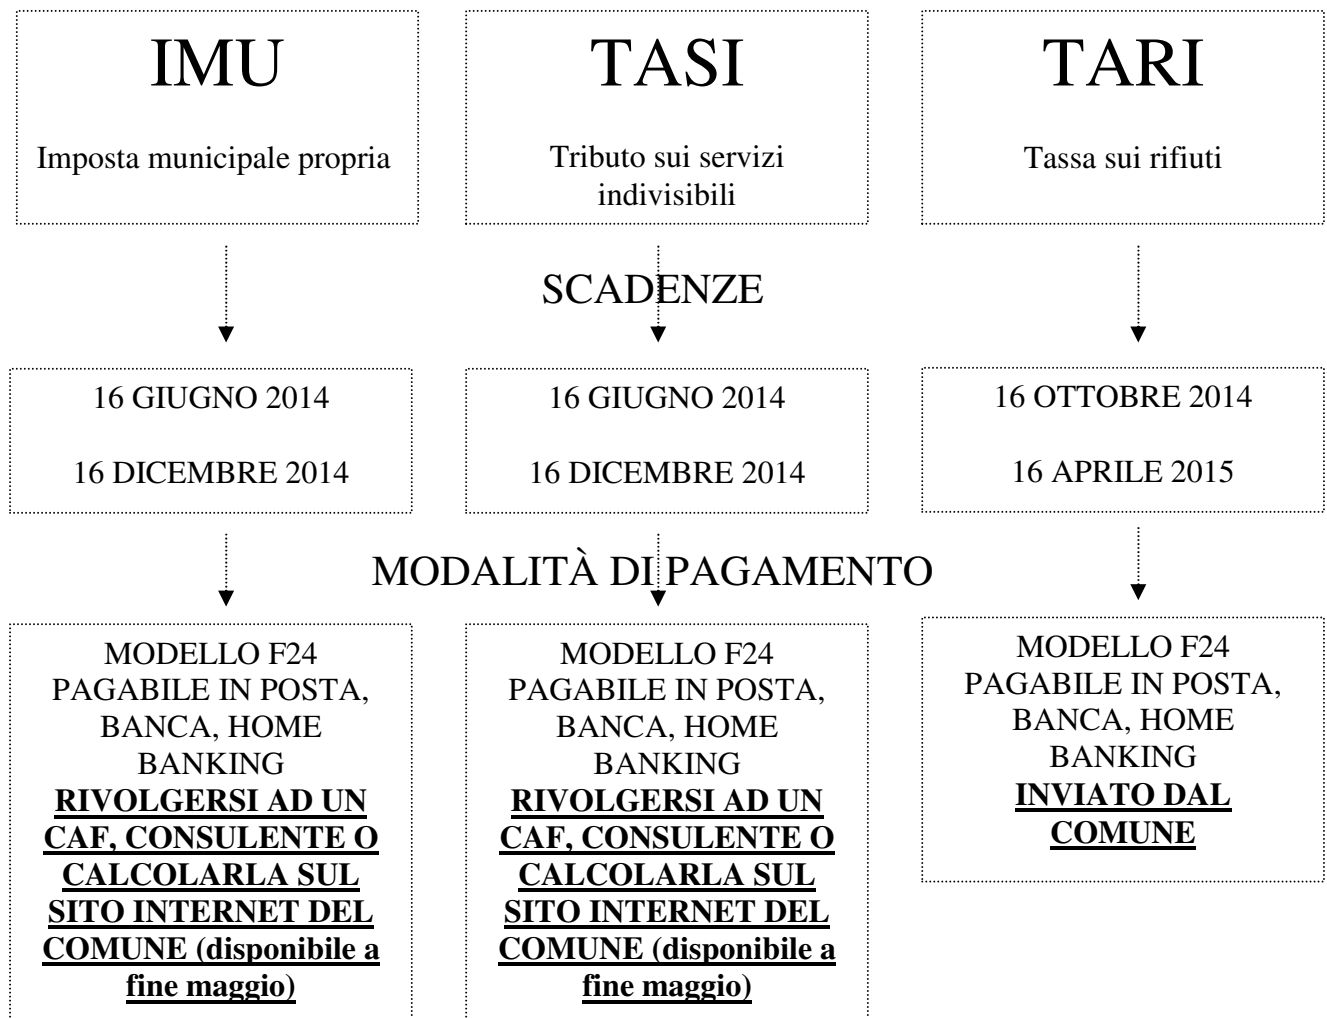 IMU
Imposta municipale propria
TASI
Tributo sui servizi
indivisibili
TARI
Tassa sui rifiuti
SCADENZE
16 GIUGNO 2014
16 DICEMBRE 2014
16 GIUGNO 2014
16 DICEMBRE 2014
16 OTTOBRE 2014
16 APRILE 2015
MODALITÀ DI PAGAMENTO
MODELLO F24
PAGABILE IN POSTA,
BANCA, HOME
BANKING
RIVOLGERSI AD UN
CAF, CONSULENTE O
CALCOLARLA SUL
SITO INTERNET DEL
COMUNE (disponibile a
fine maggio)
MODELLO F24
PAGABILE IN POSTA,
BANCA, HOME
BANKING
RIVOLGERSI AD UN
CAF, CONSULENTE O
CALCOLARLA SUL
SITO INTERNET DEL
COMUNE (disponibile a
fine maggio)
MODELLO F24
PAGABILE IN POSTA,
BANCA, HOME
BANKING
INVIATO DAL
COMUNE